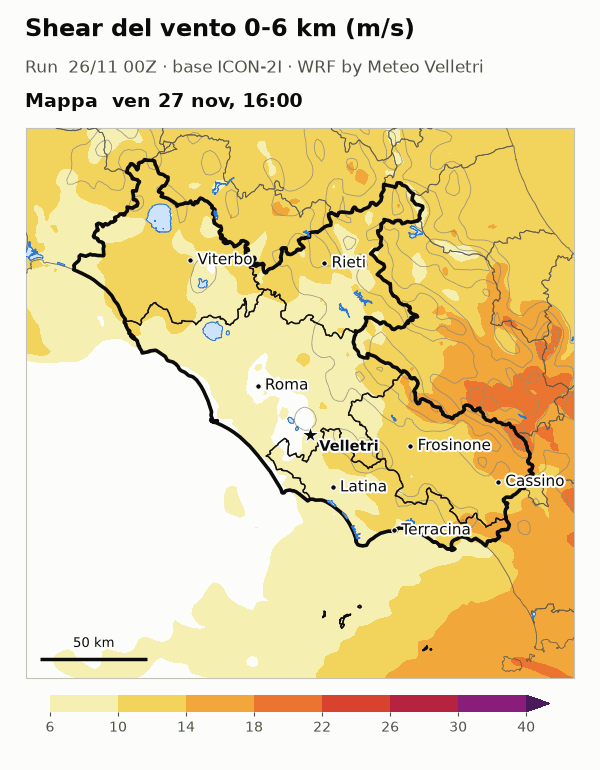 Shear del vento 0-6 km (m/s)
Run 26/11 00Z · base ICON-2I · WRF by Meteo Velletri
Mappa ven 27 nov, 16:00
Viterbo
Rieti
Roma
Velletri
Frosinone
Latina
Cassino
Terracina
50 km
6 10 14 18 22 26 30 40